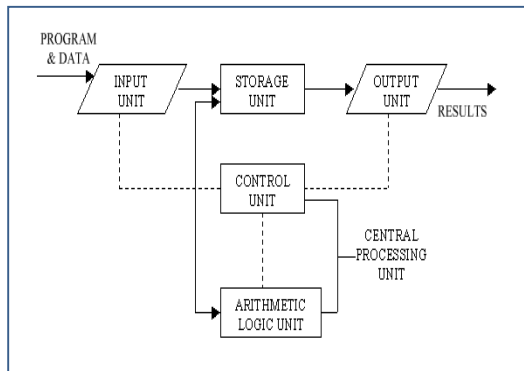 PROGRAM
& DATA
INPUT
UNIT
STORAGE
UNIT
OUTPUT
UNIT
RESULTS
CONTROL
UNIT
CENTRAL
PROCESSING
UNIT
ARITHMETIC
LOGIC UNIT